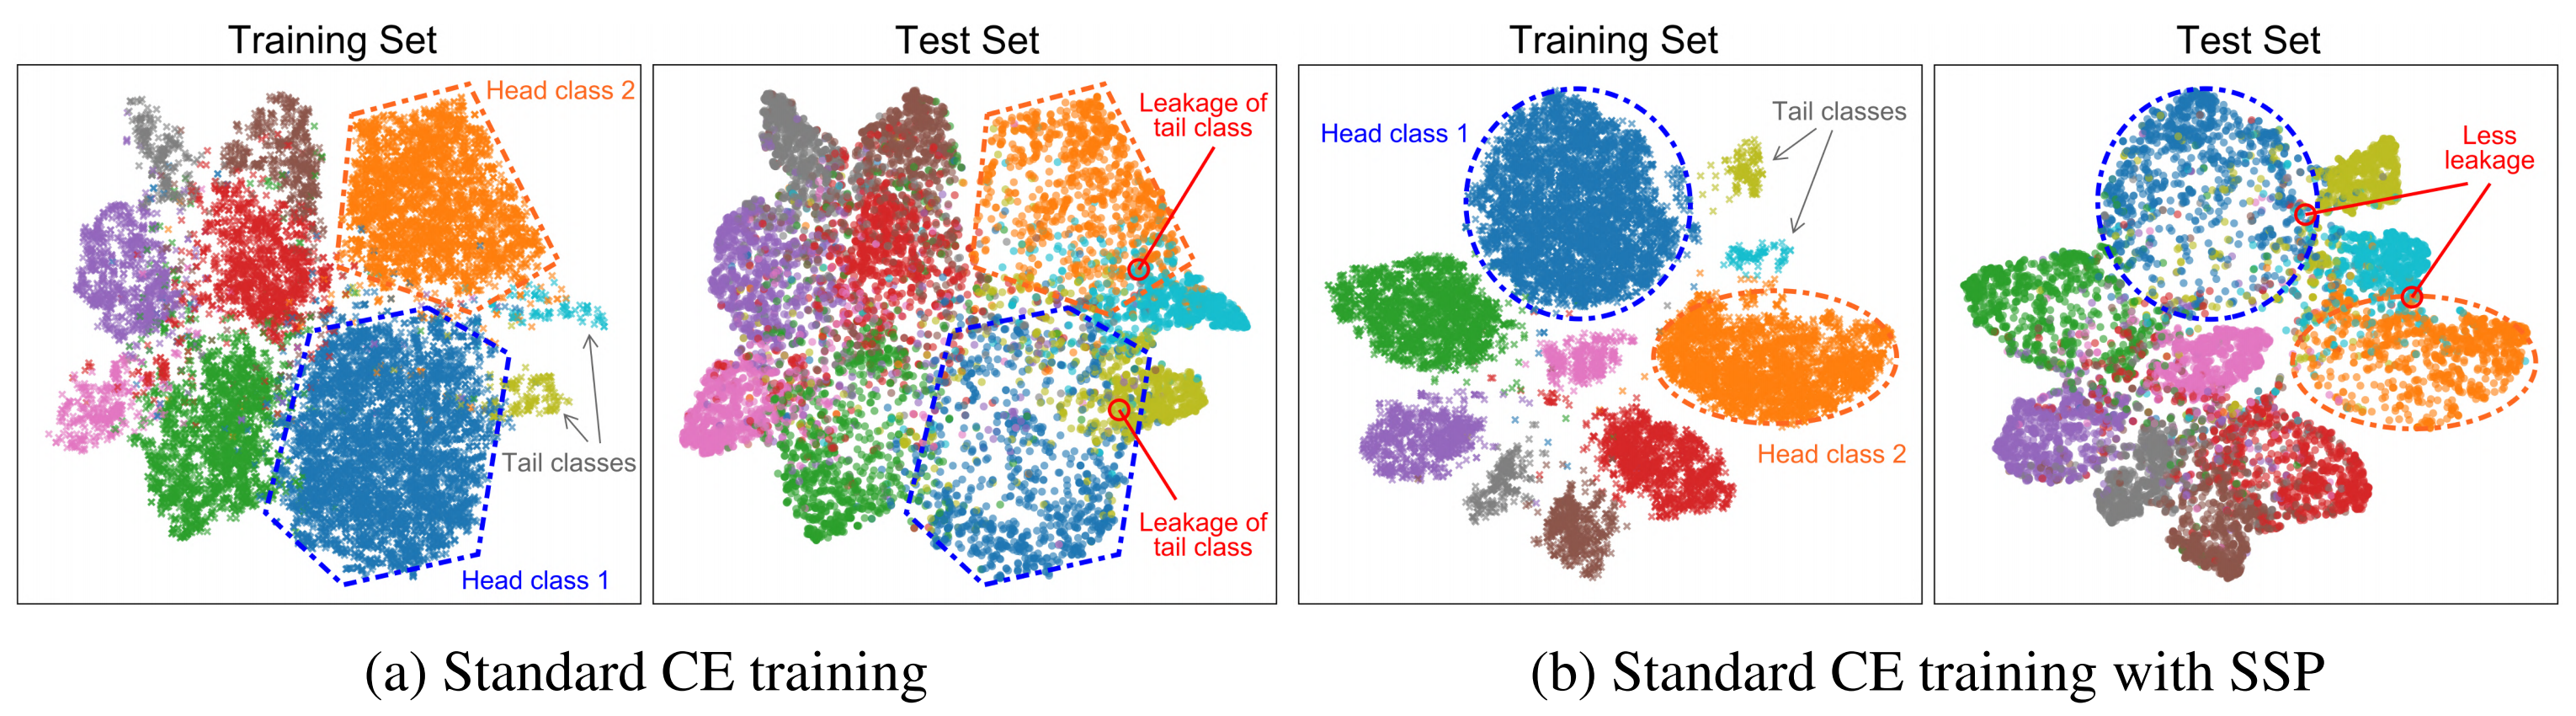 Training Set
Head class 2
Tail classes
Head class 1
Test Set
Leakage of
tail class
Leakage of
tail class
(a) Standard CE training
Training Set
Head class 1
Tail classes
Head class 2
Test Set
Less
leakage
(b) Standard CE training with SSP